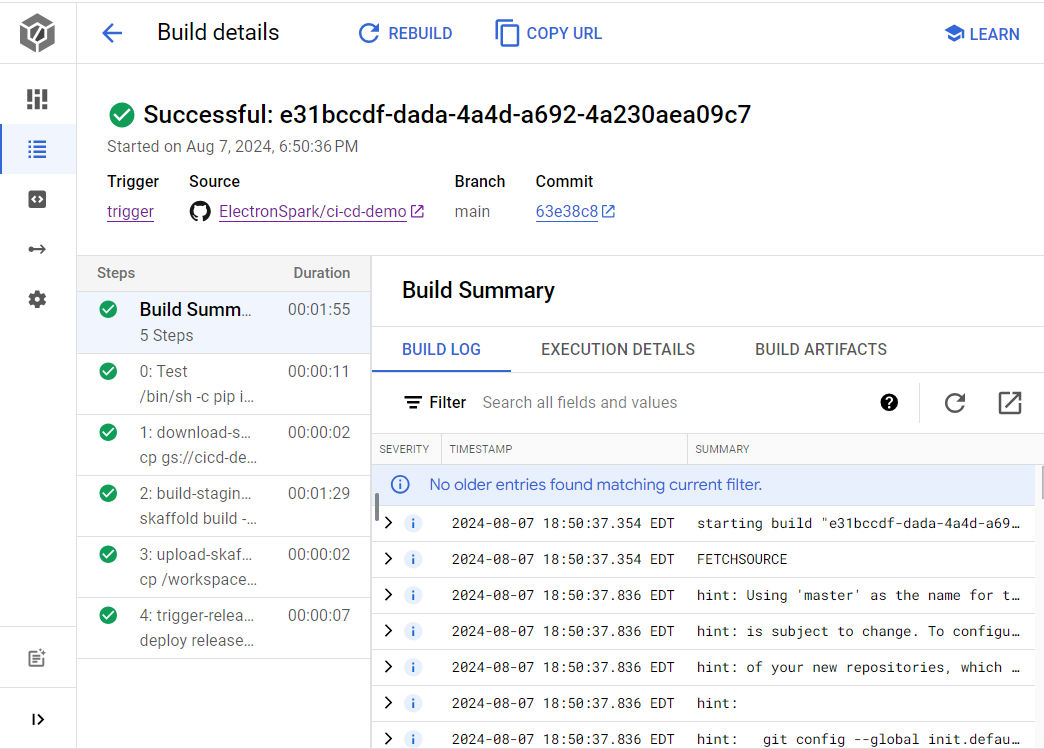 Build details
REBUILD
COPY URL
LEARN
Successful: e31bccdf-dada-4a4d-a692-4a230aea09c7
Started on Aug 7, 2024, 6:50:36 PM
Trigger Source Branch Commit
trigger ElectronSpark/ci-cd-demo main 63e38c8
Steps Duration
Build Summ... 00:01:55
5 Steps
0: Test 00:00:11
/bin/sh -c pip i...
1: download-s... 00:00:02
cp gs://cicd-de...
2: build-stagin... 00:01:29
skaffold build -...
3: upload-skaf... 00:00:02
cp /workspace...
4: trigger-relea... 00:00:07
deploy release...
Build Summary
BUILD LOG EXECUTION DETAILS BUILD ARTIFACTS
Filter Search all fields and values
SEVERITY TIMESTAMP SUMMARY
No older entries found matching current filter.
2024-08-07 18:50:37.354 EDT starting build "e31bccdf-dada-4a4d-a69...
2024-08-07 18:50:37.354 EDT FETCHSOURCE
2024-08-07 18:50:37.836 EDT hint: Using 'master' as the name for t...
2024-08-07 18:50:37.836 EDT hint: is subject to change. To configu...
2024-08-07 18:50:37.836 EDT hint: of your new repositories, which ...
2024-08-07 18:50:37.836 EDT hint:
2024-08-07 18:50:37.836 EDT hint: git config --global init.defau...